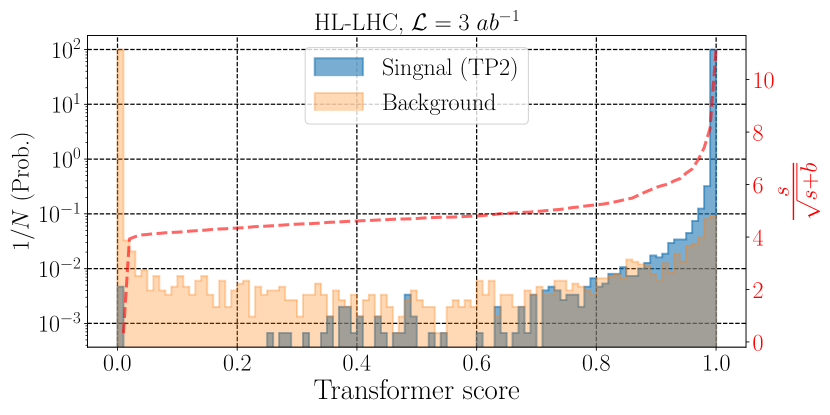 HL-LHC, 𝓛 = 3 ab⁻¹
Singnal (TP2)
Background
1/N (Prob.)
10²
10¹
10⁰
10⁻¹
10⁻²
10⁻³
10
8
6
4
2
0
s/√s+b
0.0 0.2 0.4 0.6 0.8 1.0
Transformer score